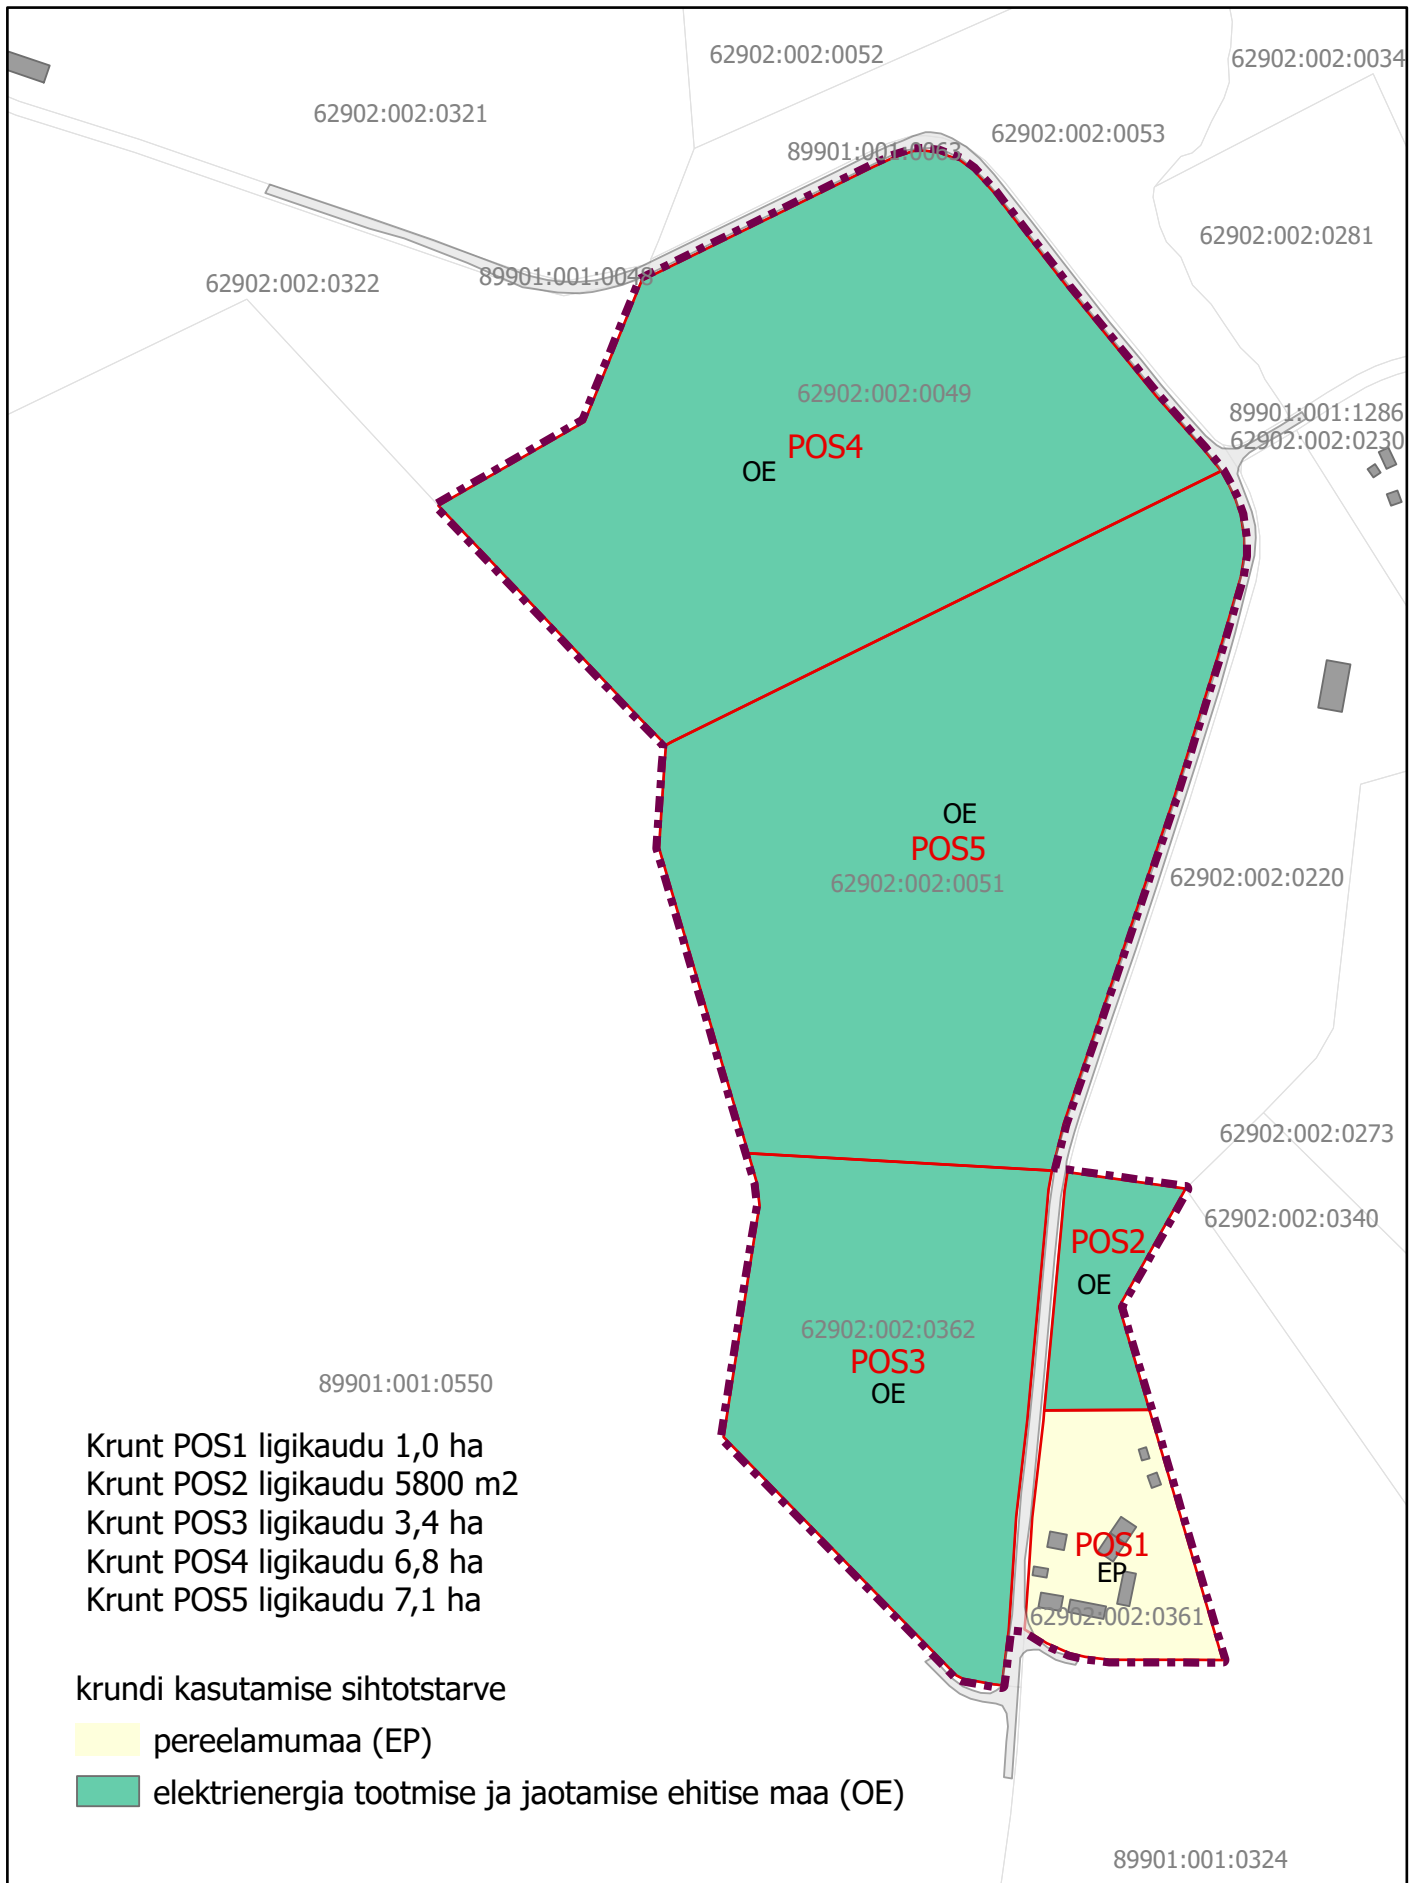 62902:002:0052
62902:002:0034
62902:002:0321
62902:002:0053
89901:001:0063
62902:002:0281
89901:001:0048
62902:002:0322
62902:002:0049
89901:001:1286
POS4
62902:002:0230
OE
OE
POS5
62902:002:0051
62902:002:0220
62902:002:0273
62902:002:0340
POS2
OE
62902:002:0362
POS3
OE
89901:001:0550
Krunt POS1 ligikaudu 1,0 ha
Krunt POS2 ligikaudu 5800 m2
Krunt POS3 ligikaudu 3,4 ha
Krunt POS4 ligikaudu 6,8 ha
Krunt POS5 ligikaudu 7,1 ha
POS1
EP
62902:002:0361
krundi kasutamise sihtotstarve
pereelamumaa (EP)
elektrienergia tootmise ja jaotamise ehitise maa (OE)
89901:001:0324